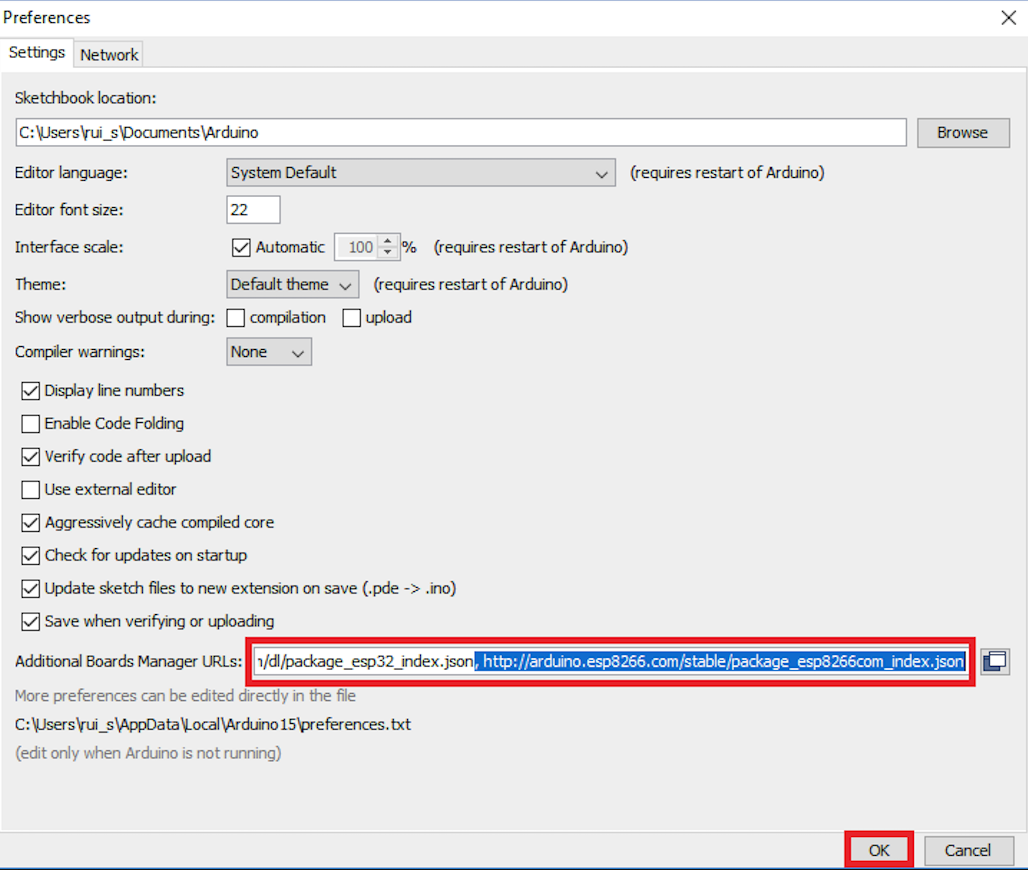 Preferences
Settings Network
Sketchbook location:
C:\Users\rui_s\Documents\Arduino Browse
Editor language: System Default (requires restart of Arduino)
Editor font size: 22
Interface scale: Automatic 100 % (requires restart of Arduino)
Theme: Default theme (requires restart of Arduino)
Show verbose output during: compilation upload
Compiler warnings: None
Display line numbers
Enable Code Folding
Verify code after upload
Use external editor
Aggressively cache compiled core
Check for updates on startup
Update sketch files to new extension on save (.pde -> .ino)
Save when verifying or uploading
Additional Boards Manager URLs: /dl/package_esp32_index.json, http://arduino.esp8266.com/stable/package_esp8266com_index.json
More preferences can be edited directly in the file
C:\Users\rui_s\AppData\Local\Arduino15\preferences.txt
(edit only when Arduino is not running)
OK Cancel